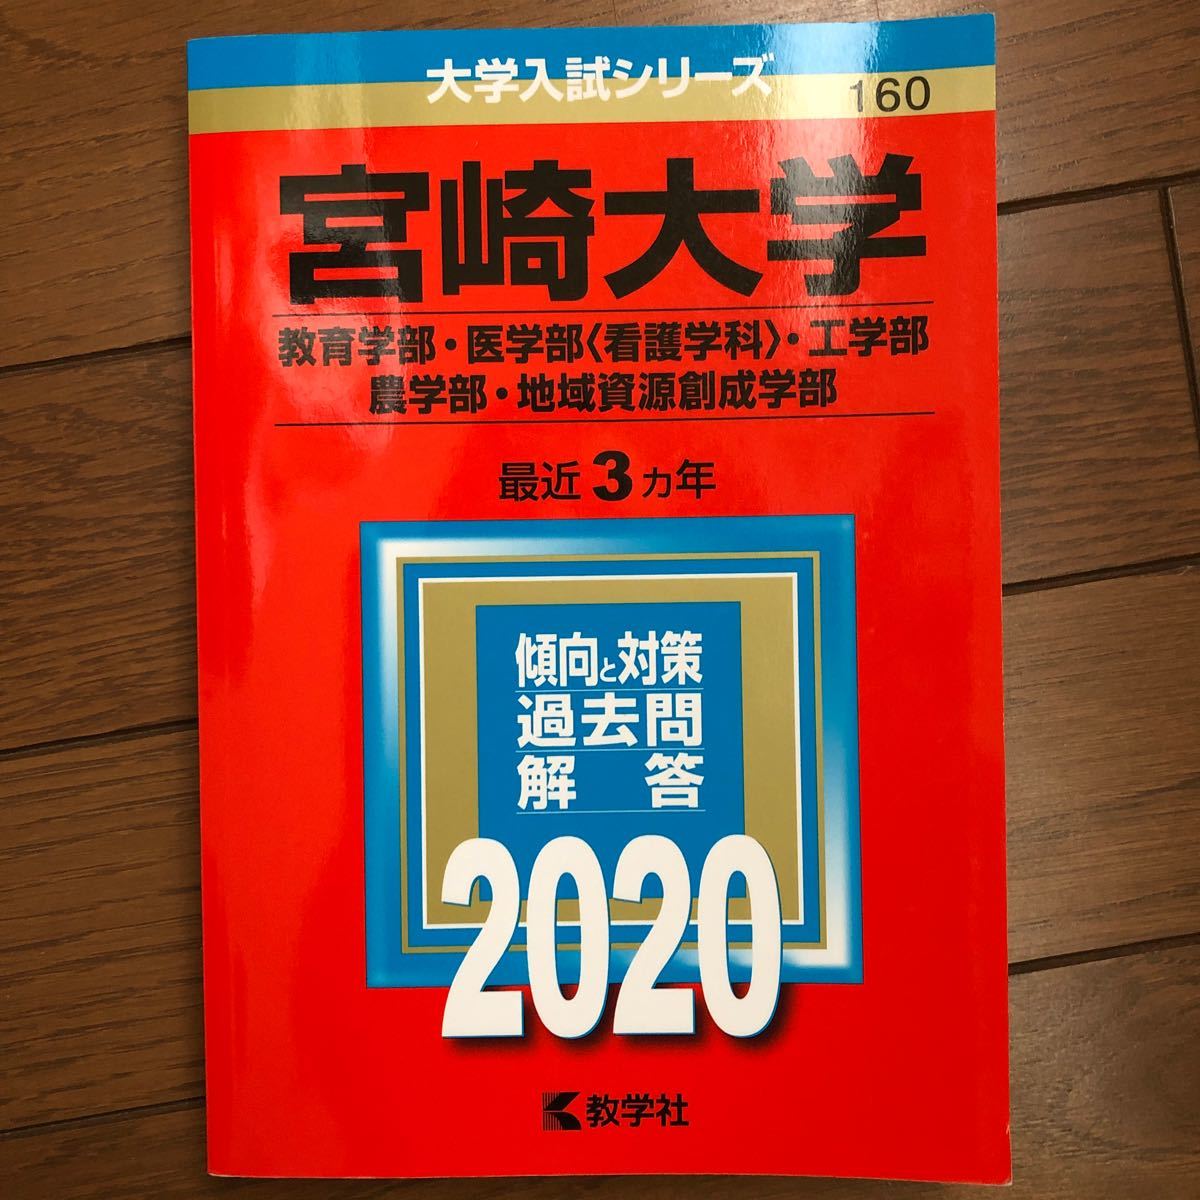 大学入試シリーズ
160
宮崎大学
教育学部・医学部〈看護学科〉・工学部
農学部・地域資源創成学部
最近3カ年
傾向と対策
過去問
解答
2020
教学社